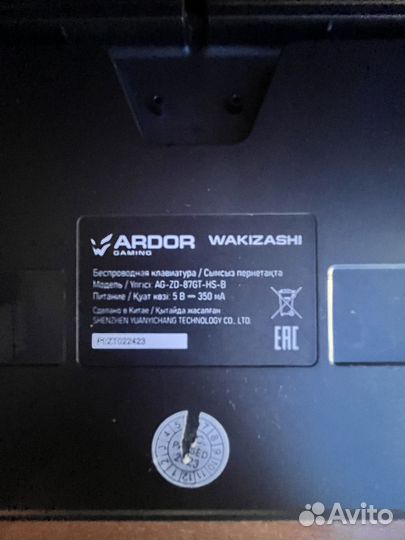 ARDOR GAMING WAKIZASHI
Беспроводная клавиатура / Сымсыз пернетақта
Модель / Үлгісі: AG-ZD-87GT-HS-B
Питание / Қуат көзі: 5 В ⎓ 350 мА
Сделано в Китае / Қытайда жасалған
SHENZHEN YUANYICHANG TECHNOLOGY CO., LTD.
EAC
Avito